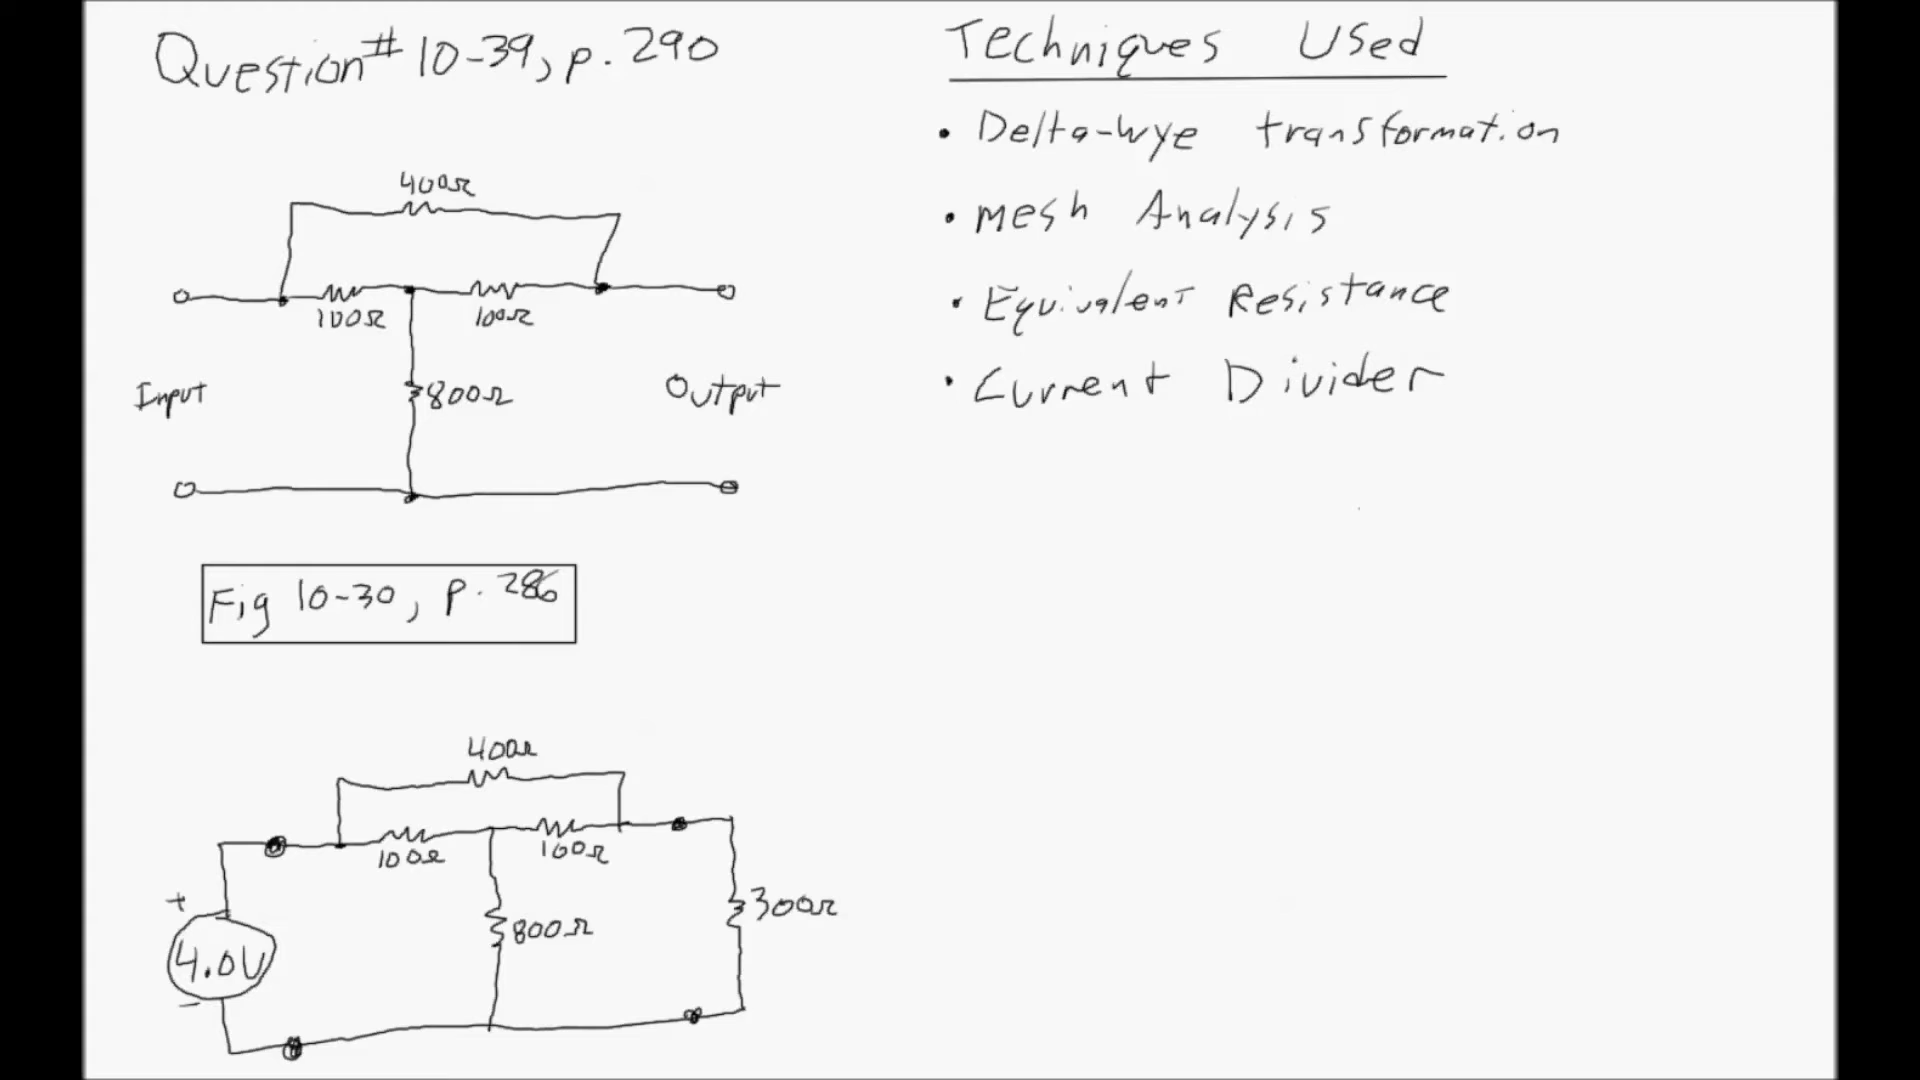 Question# 10-39, p. 290
400Ω
100Ω
100Ω
Input
800Ω
Output
Fig 10-30, p. 286
400Ω
100Ω
100Ω
+
4.0V
-
800Ω
300Ω
Techniques Used
• Delta-wye transformation
• mesh Analysis
• Equivalent Resistance
• Current Divider